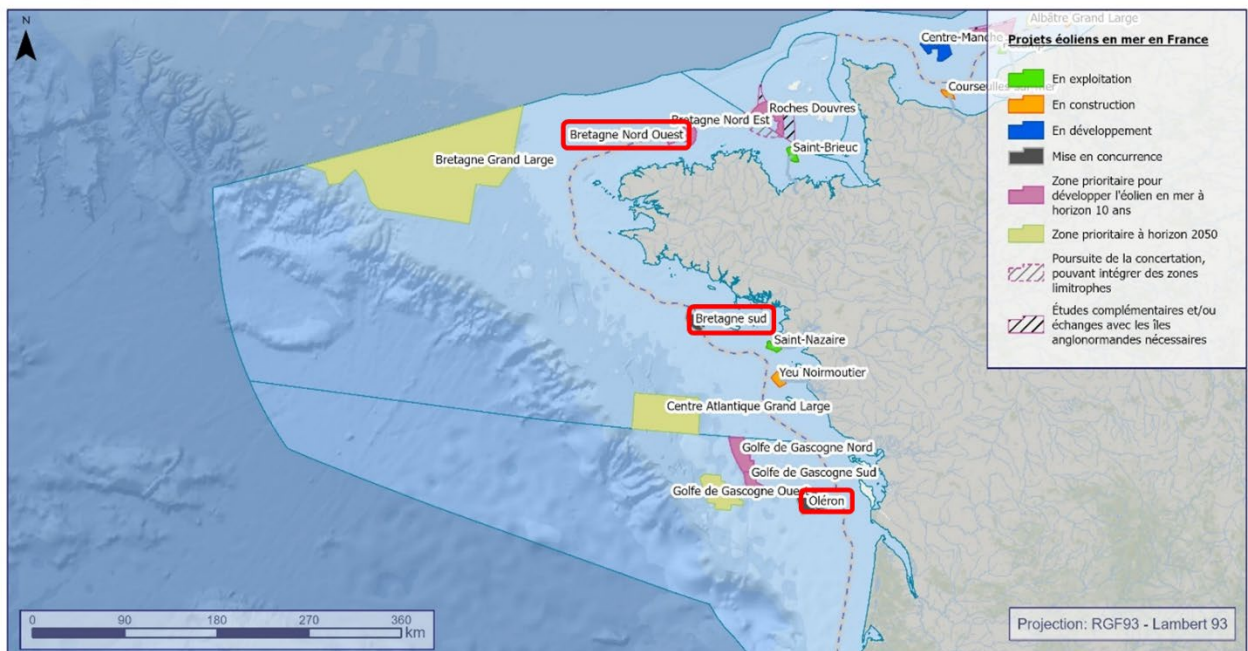 N
Albâtre Grand Large
Centre-Manche
Projets éoliens en mer en France
En exploitation
En construction
En développement
Mise en concurrence
Zone prioritaire pour
développer l'éolien en mer à
horizon 10 ans
Zone prioritaire à horizon 2050
Poursuite de la concertation,
pouvant intégrer des zones
limitrophes
Études complémentaires et/ou
échanges avec les îles
anglonormandes nécessaires
Courseulles sur mer
Roches Douvres
Bretagne Nord Est
Bretagne Nord Ouest
Saint-Brieuc
Bretagne Grand Large
Bretagne sud
Saint-Nazaire
Yeu Noirmoutier
Centre Atlantique Grand Large
Golfe de Gascogne Nord
Golfe de Gascogne Sud
Golfe de Gascogne Ouest
Oléron
0 90 180 270 360
km
Projection: RGF93 - Lambert 93